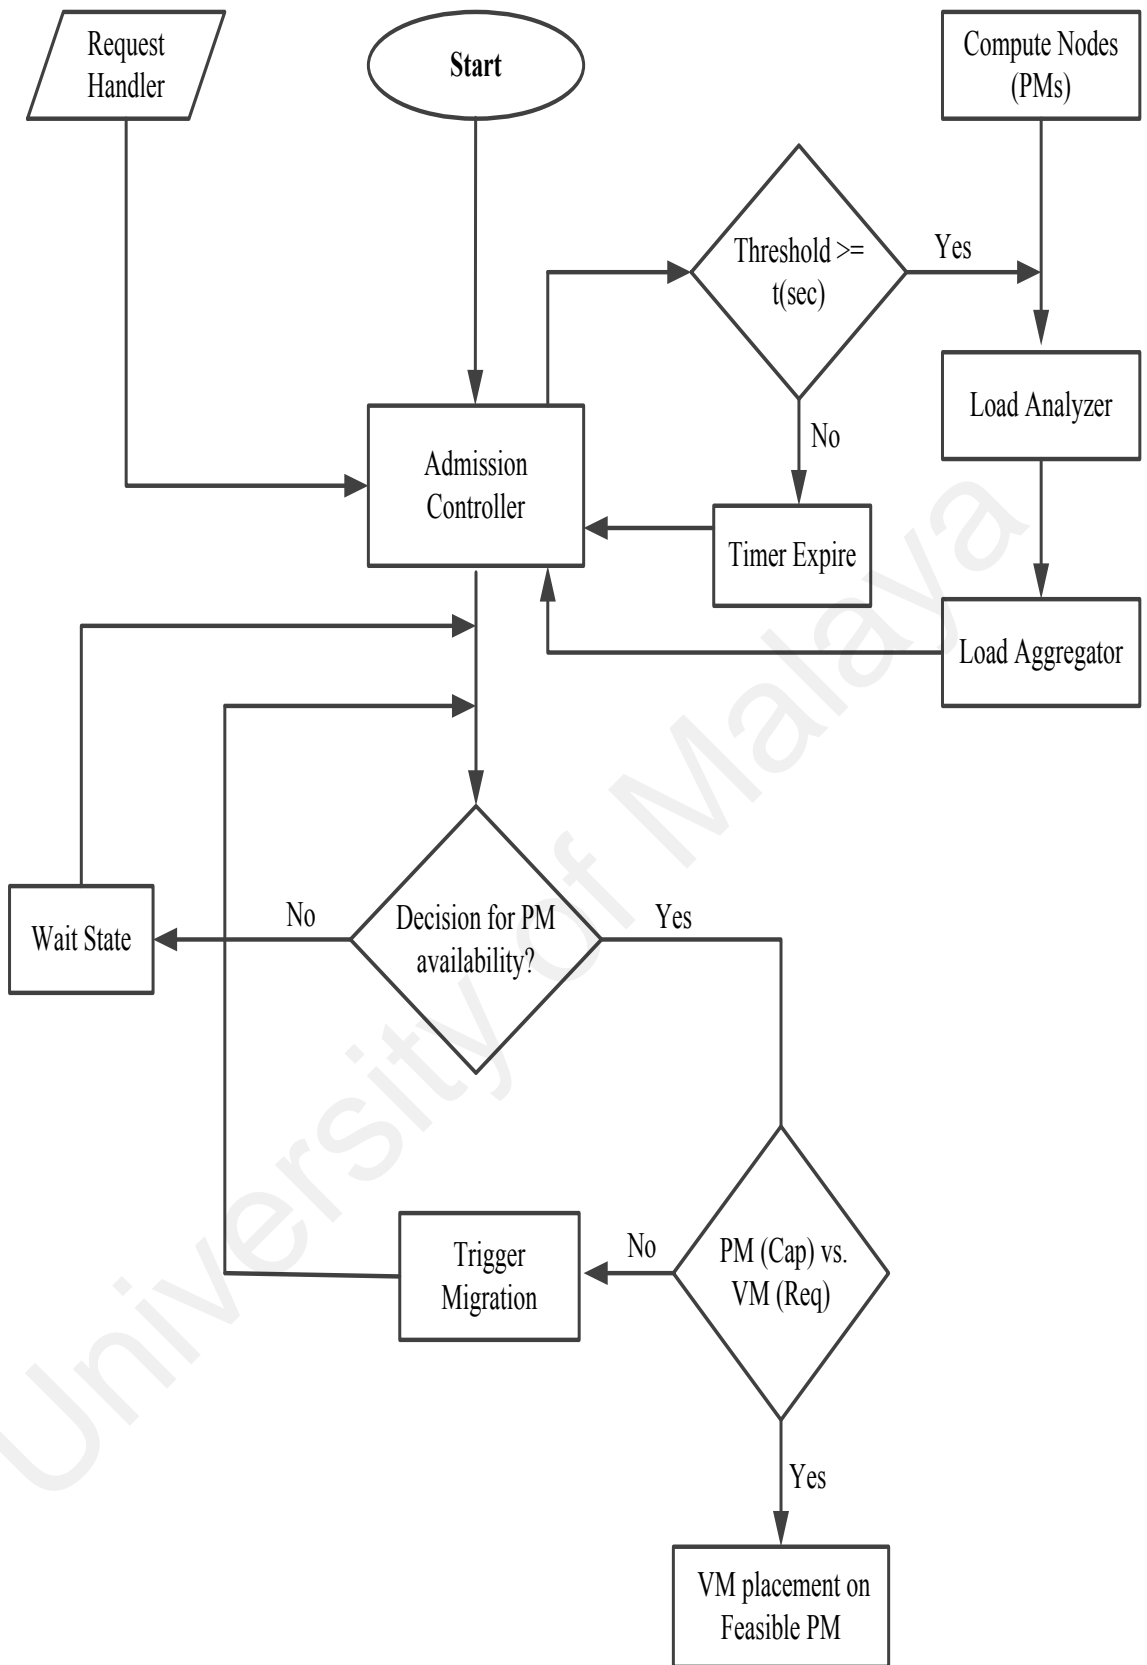 Request
Handler
Start
Compute Nodes
(PMs)
Threshold >=
t(sec)
Yes
Load Analyzer
No
Admission
Controller
Timer Expire
Load Aggregator
No
Decision for PM
availability?
Yes
Wait State
Trigger
Migration
No
PM (Cap) vs.
VM (Req)
Yes
VM placement on
Feasible PM
University of Malaya